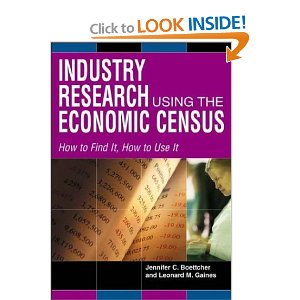 Click to LOOK INSIDE!
INDUSTRY
RESEARCH USING THE
ECONOMIC CENSUS
How to Find It, How to Use It
Jennifer C. Boettcher
and Leonard M. Gaines